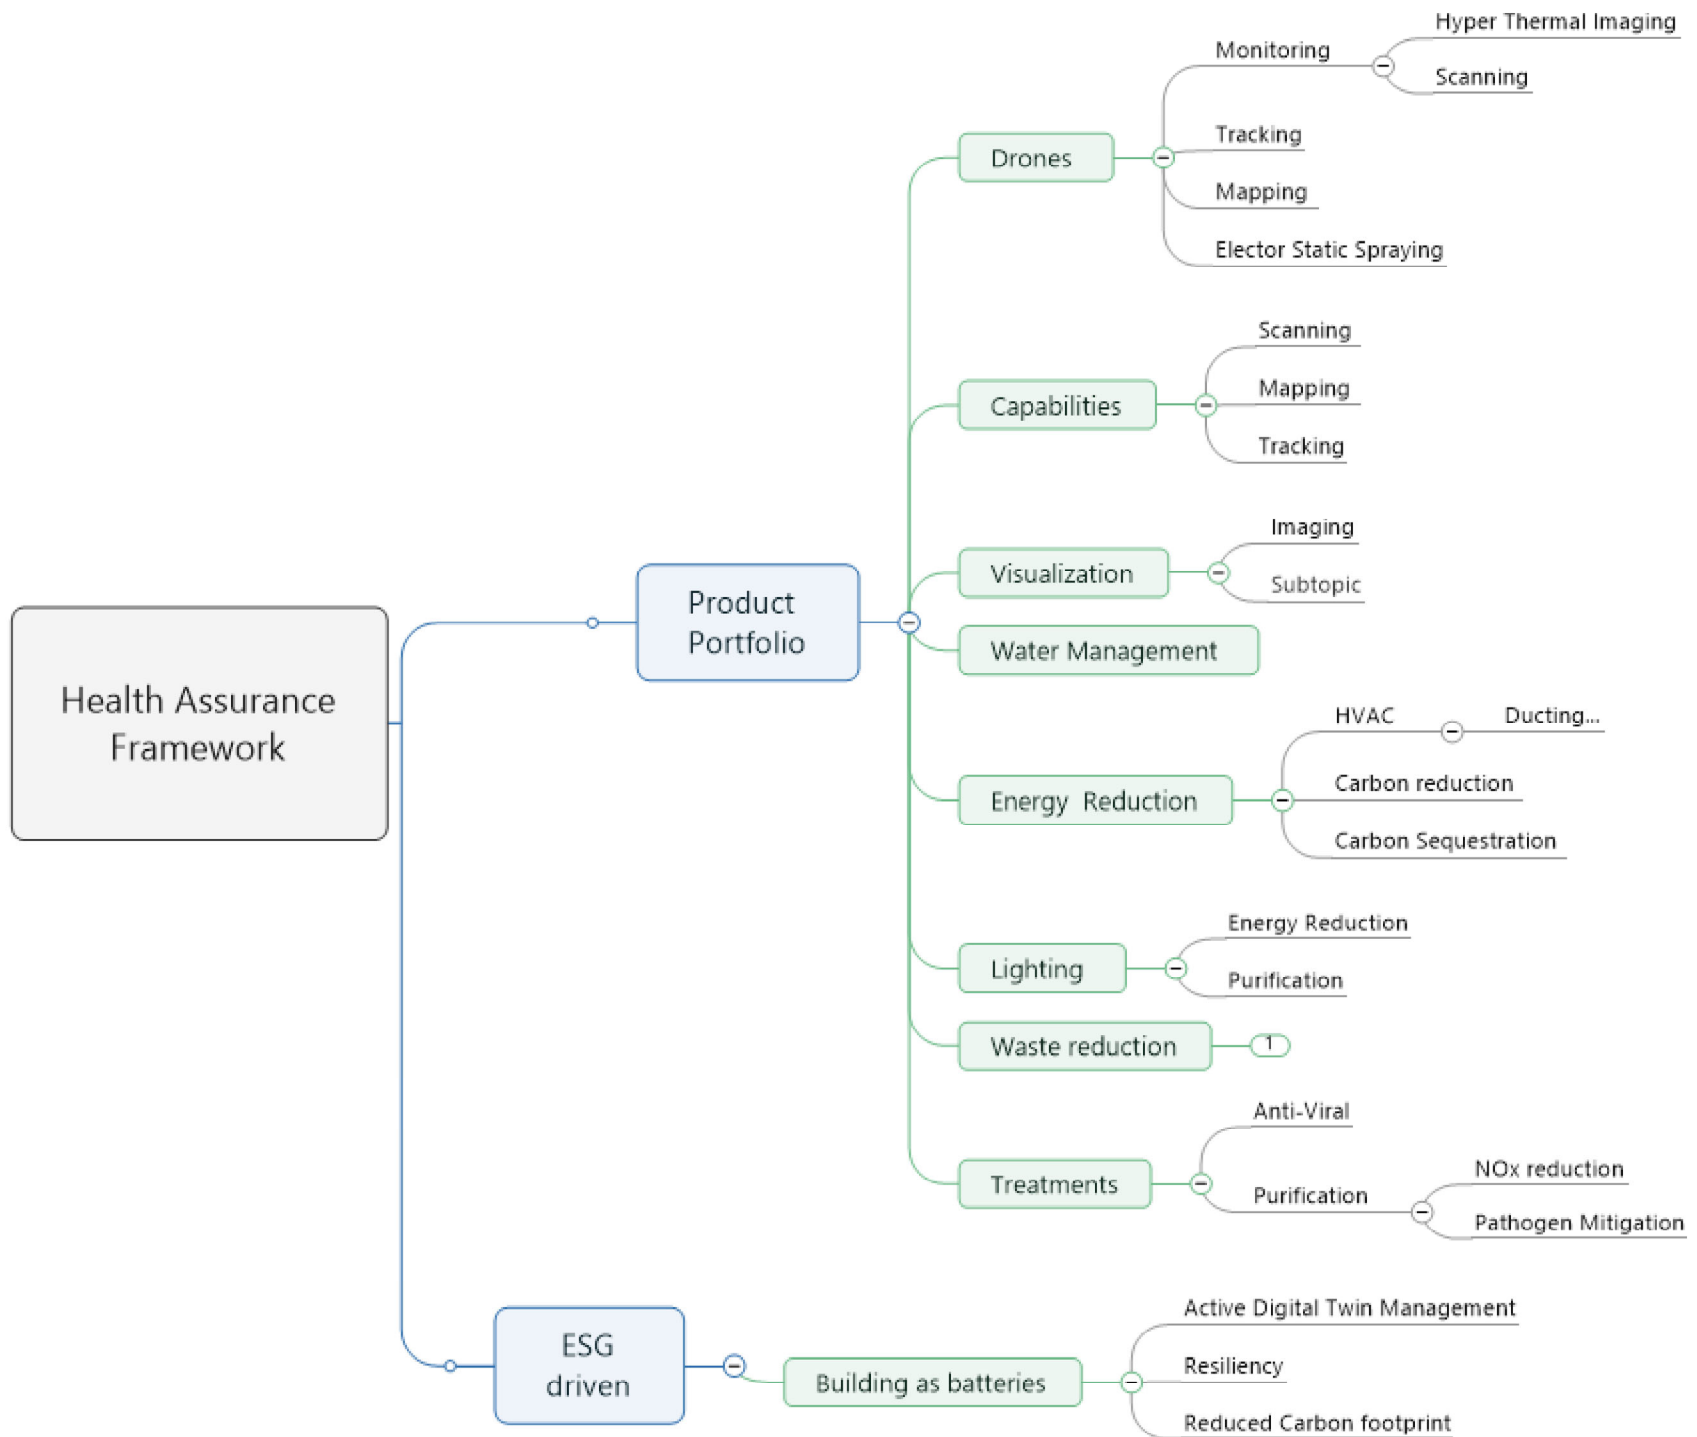 Health Assurance
Framework
Product
Portfolio
Drones
Monitoring
Hyper Thermal Imaging
Scanning
Tracking
Mapping
Elector Static Spraying
Capabilities
Scanning
Mapping
Tracking
Visualization
Imaging
Subtopic
Water Management
Energy Reduction
HVAC
Ducting...
Carbon reduction
Carbon Sequestration
Lighting
Energy Reduction
Purification
Waste reduction
1
Treatments
Anti-Viral
Purification
NOx reduction
Pathogen Mitigation
ESG
driven
Building as batteries
Active Digital Twin Management
Resiliency
Reduced Carbon footprint